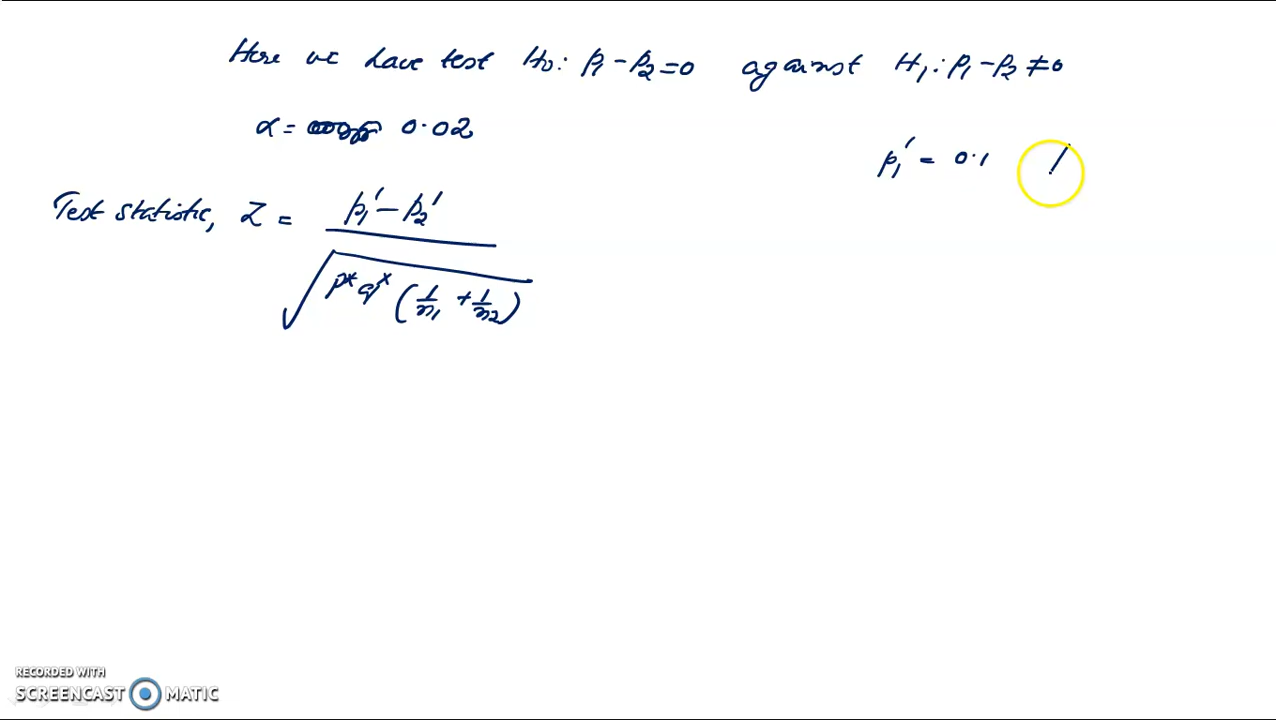 Here we have test H₀: p₁ - p₂ = 0 against H₁: p₁ - p₂ ≠ 0
α = 0.02
p₁' = 0.1
Test statistic, Z = (p₁' - p₂') / √(p* q* (1/n₁ + 1/n₂))
RECORDED WITH
SCREENCAST MATIC